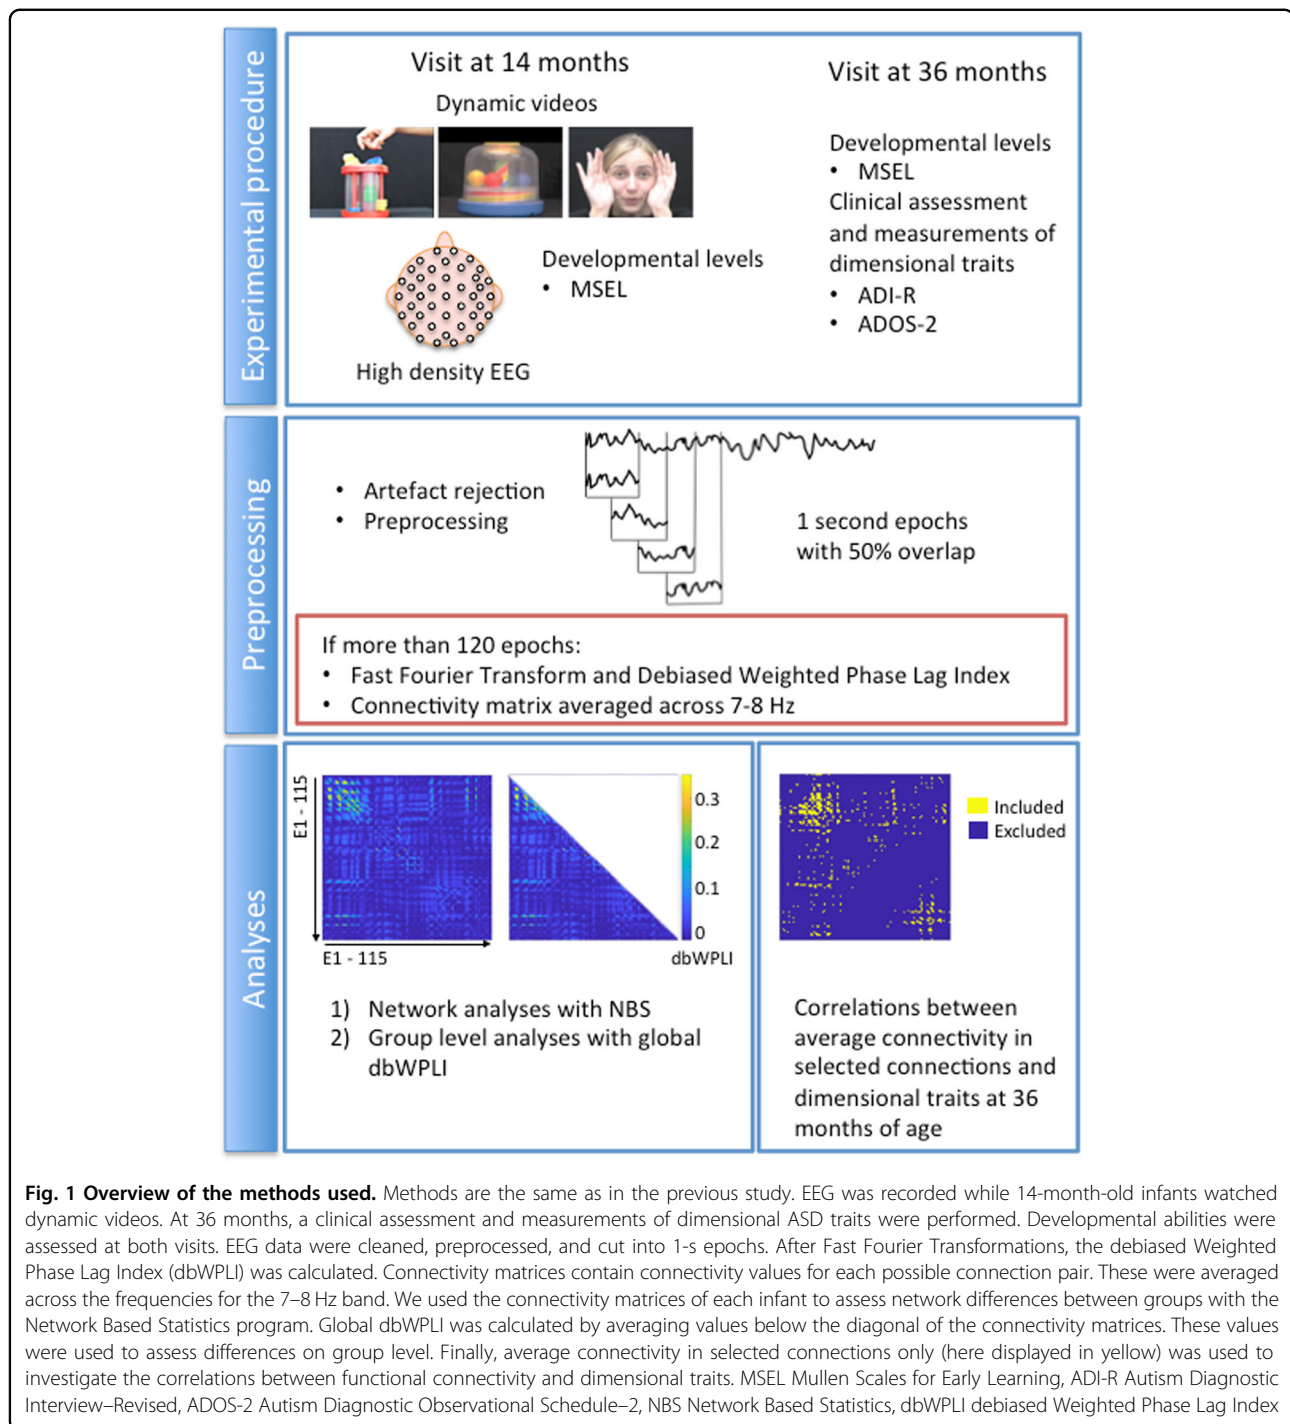 Experimental procedure
Visit at 14 months
Dynamic videos
High density EEG
Developmental levels
• MSEL
Visit at 36 months
Developmental levels
• MSEL
Clinical assessment
and measurements of
dimensional traits
• ADI-R
• ADOS-2
Preprocessing
• Artefact rejection
• Preprocessing
1 second epochs
with 50% overlap
If more than 120 epochs:
• Fast Fourier Transform and Debiased Weighted Phase Lag Index
• Connectivity matrix averaged across 7-8 Hz
Analyses
E1 - 115
E1 - 115
0.3
0.2
0.1
0
dbWPLI
1) Network analyses with NBS
2) Group level analyses with global
dbWPLI
Included
Excluded
Correlations between
average connectivity in
selected connections and
dimensional traits at 36
months of age
Fig. 1 Overview of the methods used. Methods are the same as in the previous study. EEG was recorded while 14-month-old infants watched
dynamic videos. At 36 months, a clinical assessment and measurements of dimensional ASD traits were performed. Developmental abilities were
assessed at both visits. EEG data were cleaned, preprocessed, and cut into 1-s epochs. After Fast Fourier Transformations, the debiased Weighted
Phase Lag Index (dbWPLI) was calculated. Connectivity matrices contain connectivity values for each possible connection pair. These were averaged
across the frequencies for the 7–8 Hz band. We used the connectivity matrices of each infant to assess network differences between groups with the
Network Based Statistics program. Global dbWPLI was calculated by averaging values below the diagonal of the connectivity matrices. These values
were used to assess differences on group level. Finally, average connectivity in selected connections only (here displayed in yellow) was used to
investigate the correlations between functional connectivity and dimensional traits. MSEL Mullen Scales for Early Learning, ADI-R Autism Diagnostic
Interview–Revised, ADOS-2 Autism Diagnostic Observational Schedule–2, NBS Network Based Statistics, dbWPLI debiased Weighted Phase Lag Index